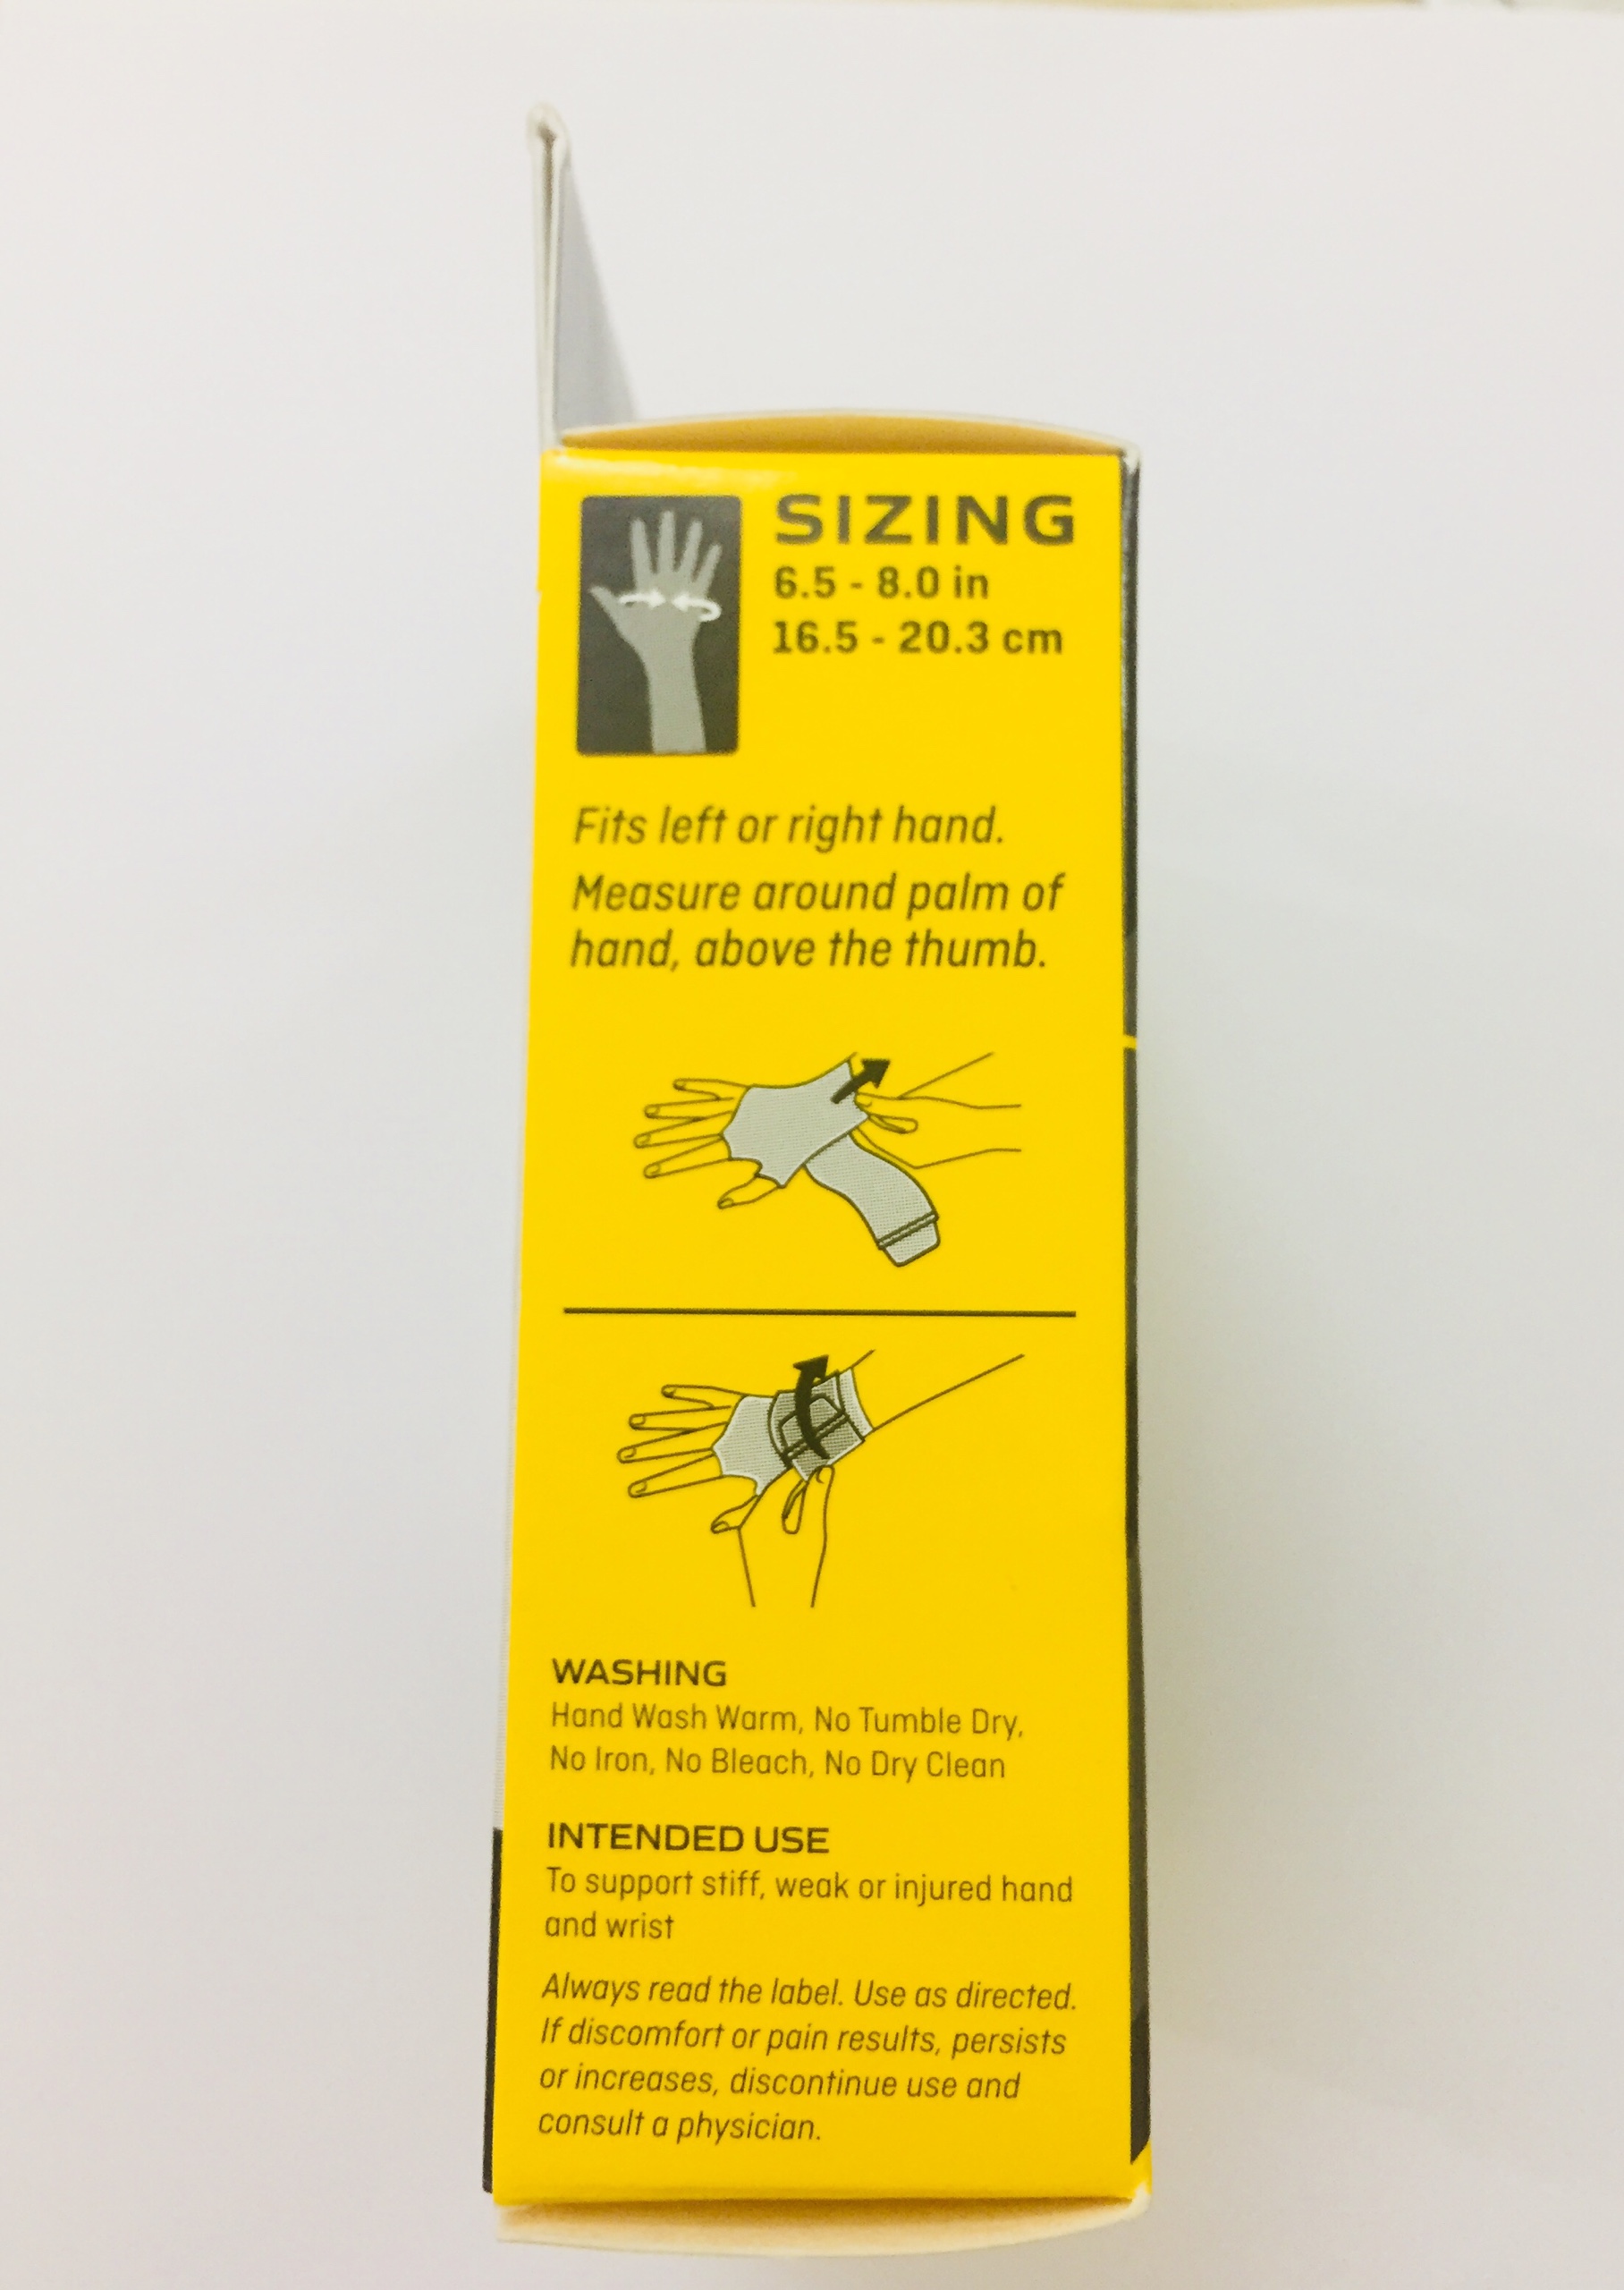 SIZING
6.5 - 8.0 in
16.5 - 20.3 cm
Fits left or right hand.
Measure around palm of
hand, above the thumb.
WASHING
Hand Wash Warm, No Tumble Dry,
No Iron, No Bleach, No Dry Clean
INTENDED USE
To support stiff, weak or injured hand
and wrist
Always read the label. Use as directed.
If discomfort or pain results, persists
or increases, discontinue use and
consult a physician.